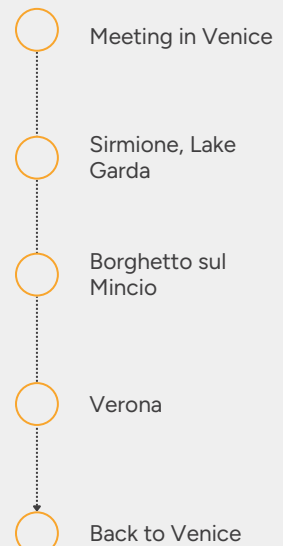 Meeting in Venice
Sirmione, Lake
Garda
Borghetto sul
Mincio
Verona
Back to Venice